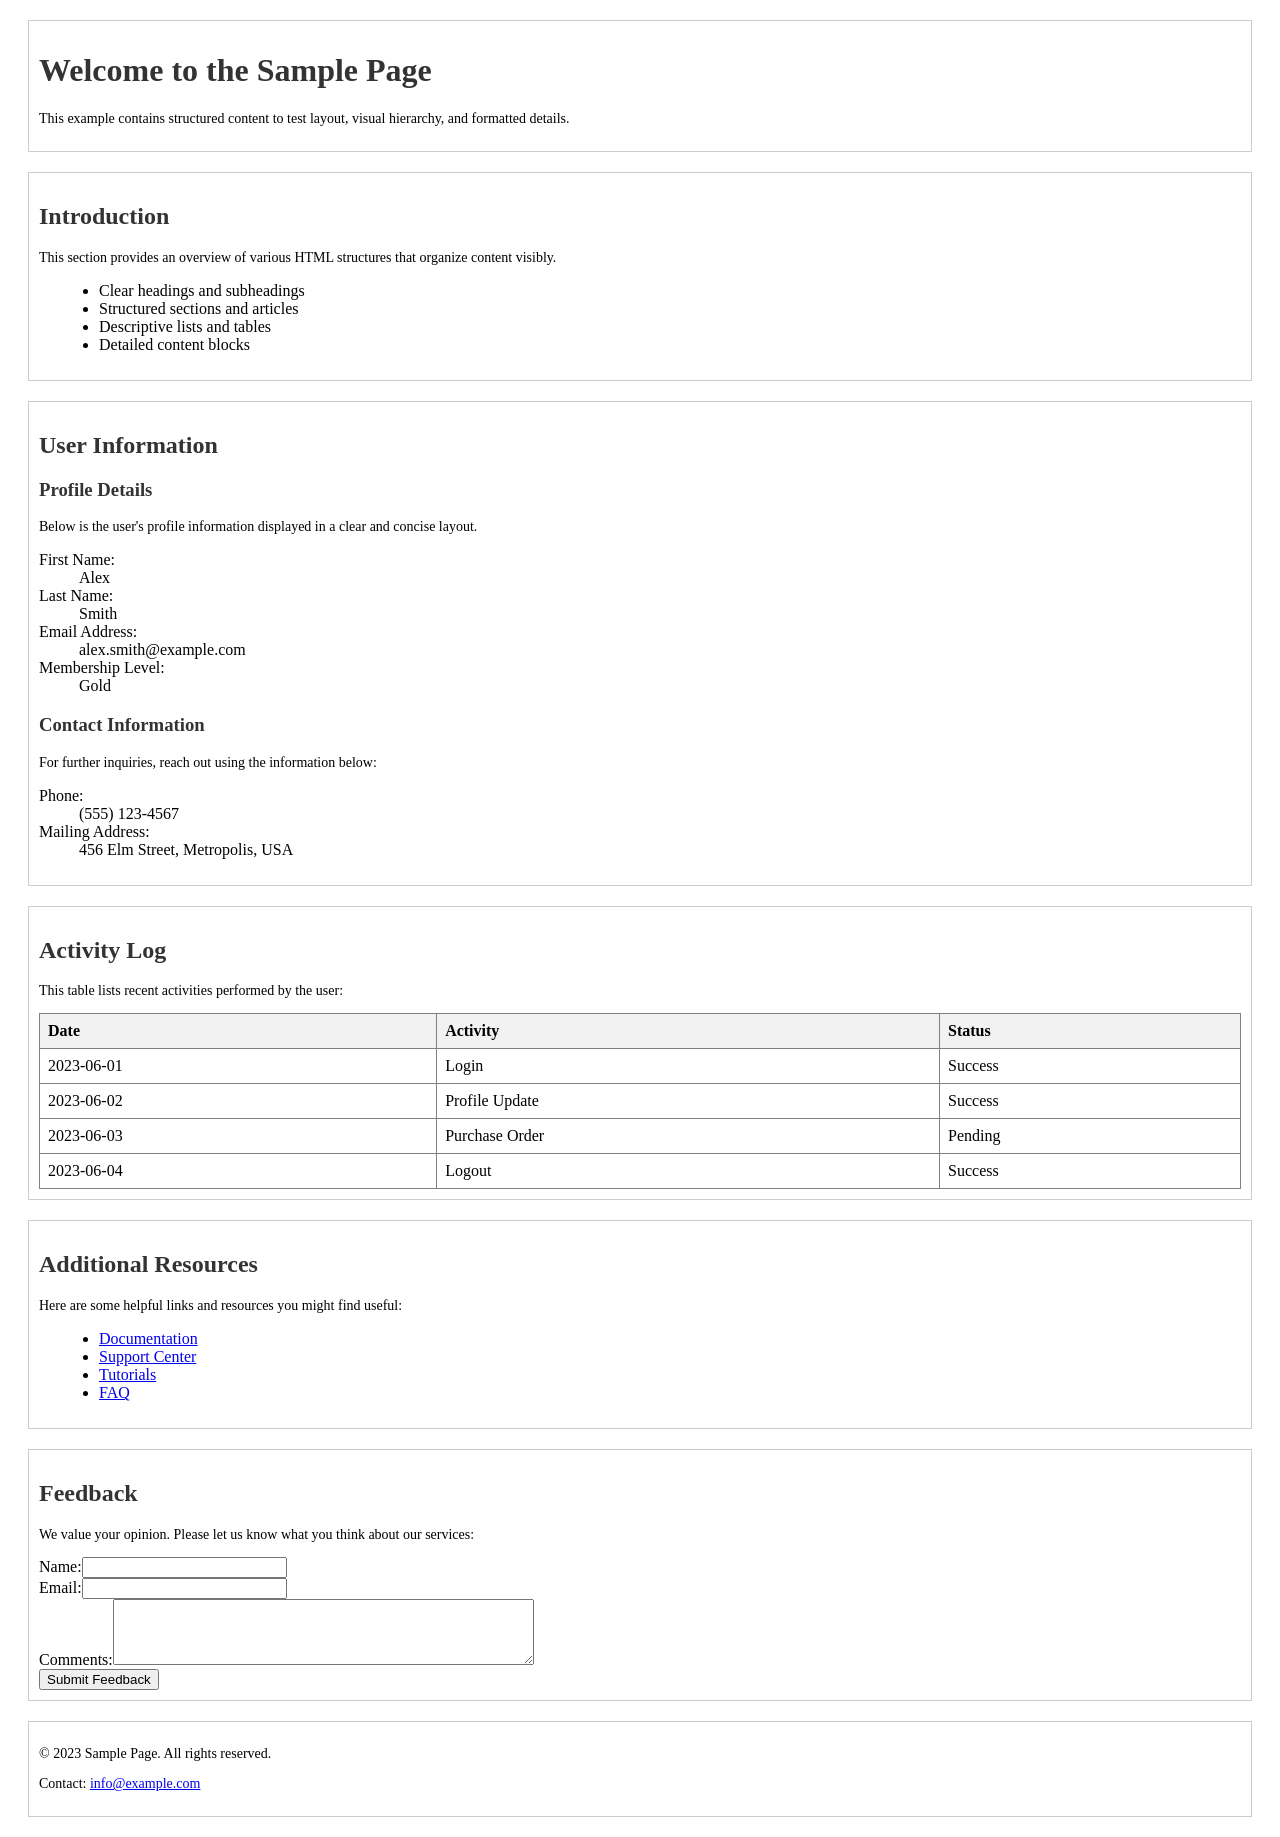 Welcome to the Sample Page
This example contains structured content to test layout, visual hierarchy, and formatted details.
Introduction
This section provides an overview of various HTML structures that organize content visibly.
Clear headings and subheadings
Structured sections and articles
Descriptive lists and tables
Detailed content blocks
User Information
Profile Details
Below is the user's profile information displayed in a clear and concise layout.
First Name:
Alex
Last Name:
Smith
Email Address:
alex.smith@example.com
Membership Level:
Gold
Contact Information
For further inquiries, reach out using the information below:
Phone:
(555) 123-4567
Mailing Address:
456 Elm Street, Metropolis, USA
Activity Log
This table lists recent activities performed by the user:
Date Activity Status
2023-06-01 Login Success
2023-06-02 Profile Update Success
2023-06-03 Purchase Order Pending
2023-06-04 Logout Success
Additional Resources
Here are some helpful links and resources you might find useful:
Documentation
Support Center
Tutorials
FAQ
Feedback
We value your opinion. Please let us know what you think about our services:
Name:
Email:
Comments:
Submit Feedback
© 2023 Sample Page. All rights reserved.
Contact: info@example.com